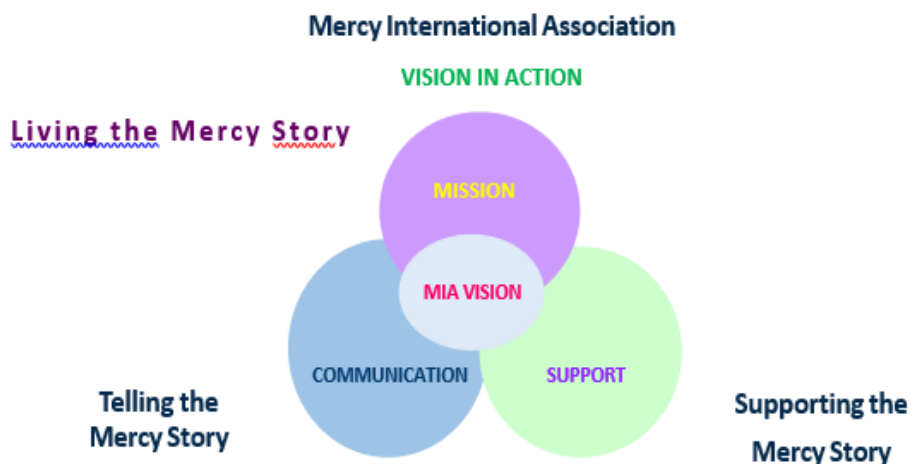 Mercy International Association
VISION IN ACTION
Living the Mercy Story
MISSION
MIA VISION
COMMUNICATION
SUPPORT
Telling the
Mercy Story
Supporting the
Mercy Story